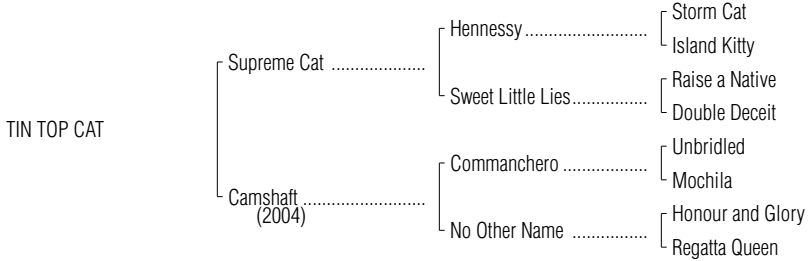 Storm Cat
Hennessy ..........................
Island Kitty
Supreme Cat ....................
Raise a Native
Sweet Little Lies................
Double Deceit
TIN TOP CAT
Unbridled
Commanchero ..................
Mochila
Camshaft ..........................
(2004)
Honour and Glory
No Other Name ................
Regatta Queen